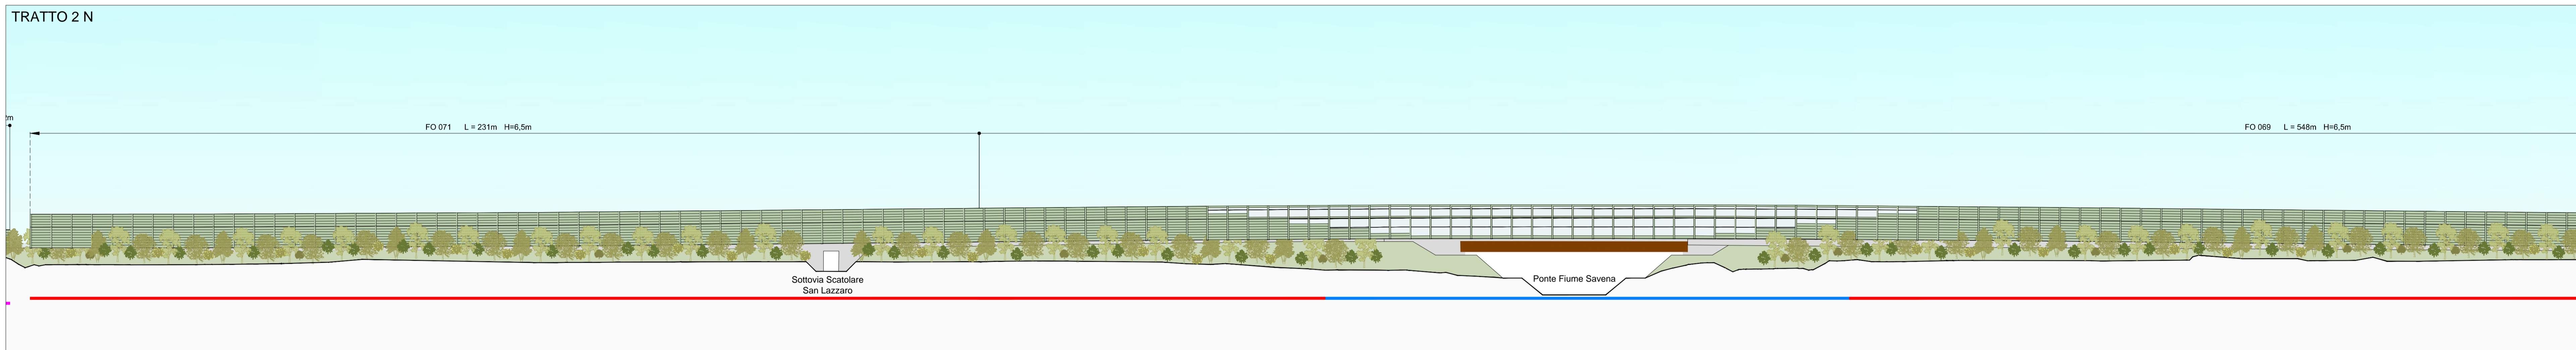 TRATTO 2 N
2m
FO 071 L = 231m H=6,5m
FO 069 L = 548m H=6,5m
Sottovia Scatolare
San Lazzaro
Ponte Fiume Savena